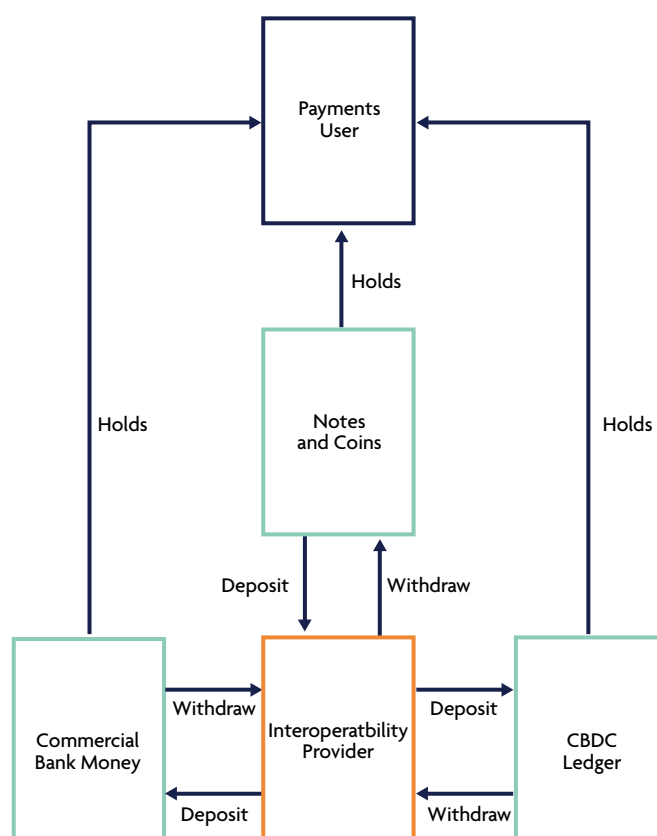 Payments
User
Holds
Holds
Holds
Notes
and Coins
Deposit
Withdraw
Commercial
Bank Money
Withdraw
Deposit
Interoperatbility
Provider
Deposit
Withdraw
CBDC
Ledger